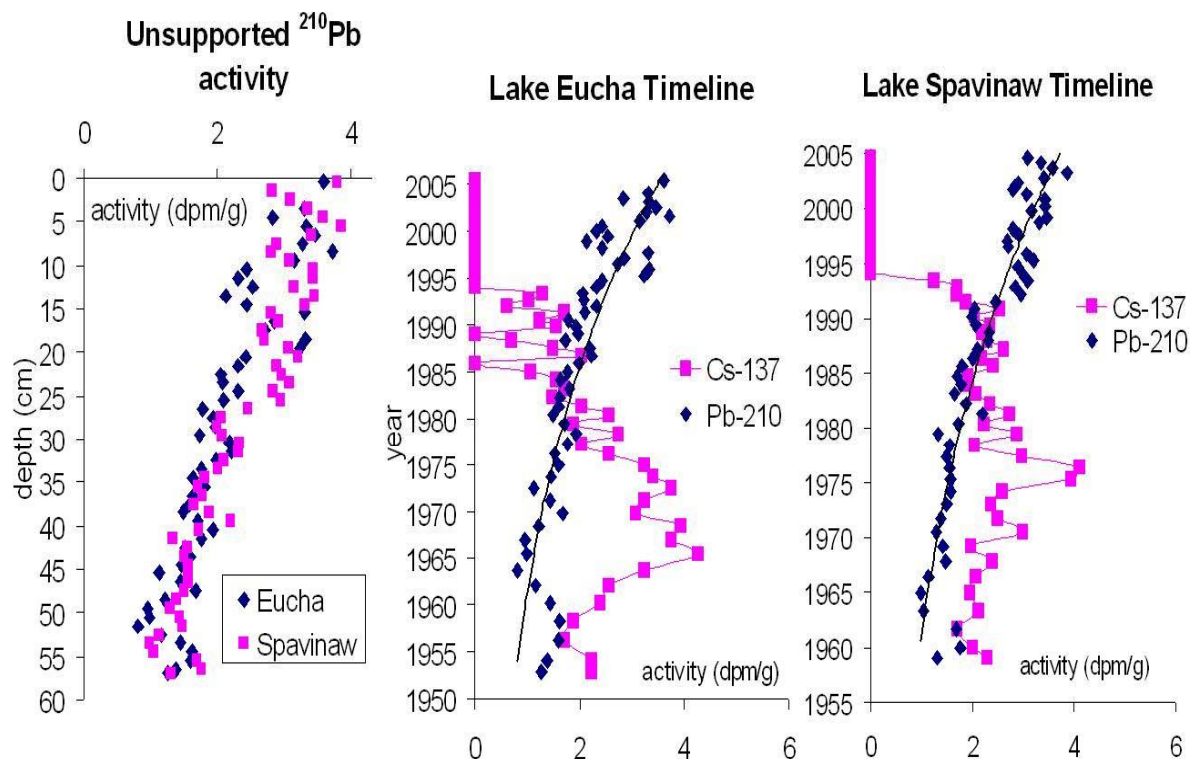 Unsupported ²¹⁰Pb
activity
0 2 4
0
5
10
15
20
25
30
35
40
45
50
55
60
depth (cm)
activity (dpm/g)
Eucha
Spavinaw
Lake Eucha Timeline
2005
2000
1995
1990
1985
1980
1975
1970
1965
1960
1955
1950
year
Cs-137
Pb-210
activity (dpm/g)
0 2 4 6
Lake Spavinaw Timeline
2005
2000
1995
1990
1985
1980
1975
1970
1965
1960
1955
Cs-137
Pb-210
activity (dpm/g)
0 2 4 6